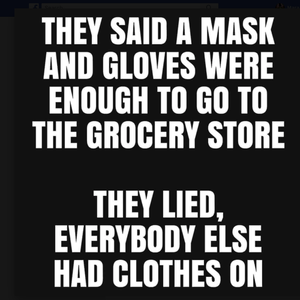 THEY SAID A MASK
AND GLOVES WERE
ENOUGH TO GO TO
THE GROCERY STORE
THEY LIED,
EVERYBODY ELSE
HAD CLOTHES ON